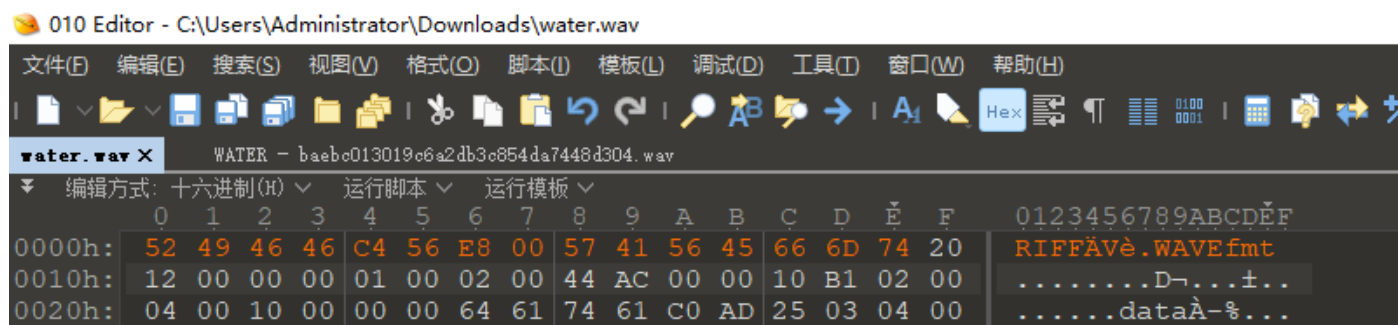 010 Editor - C:\Users\Administrator\Downloads\water.wav
文件(F) 编辑(E) 搜索(S) 视图(V) 格式(O) 脚本(I) 模板(L) 调试(D) 工具(T) 窗口(W) 帮助(H)
Hex
water.wav × WATER - baebc013019c6a2db3c854da7448d304.wav
编辑方式: 十六进制(H) 运行脚本 运行模板
0 1 2 3 4 5 6 7 8 9 A B C D E F 0123456789ABCDEF
0000h: 52 49 46 46 C4 56 E8 00 57 41 56 45 66 6D 74 20 RIFFÄVè.WAVEfmt
0010h: 12 00 00 00 01 00 02 00 44 AC 00 00 10 B1 02 00 ........D¬...±..
0020h: 04 00 10 00 00 00 64 61 74 61 C0 AD 25 03 04 00 ......dataÀ-%...